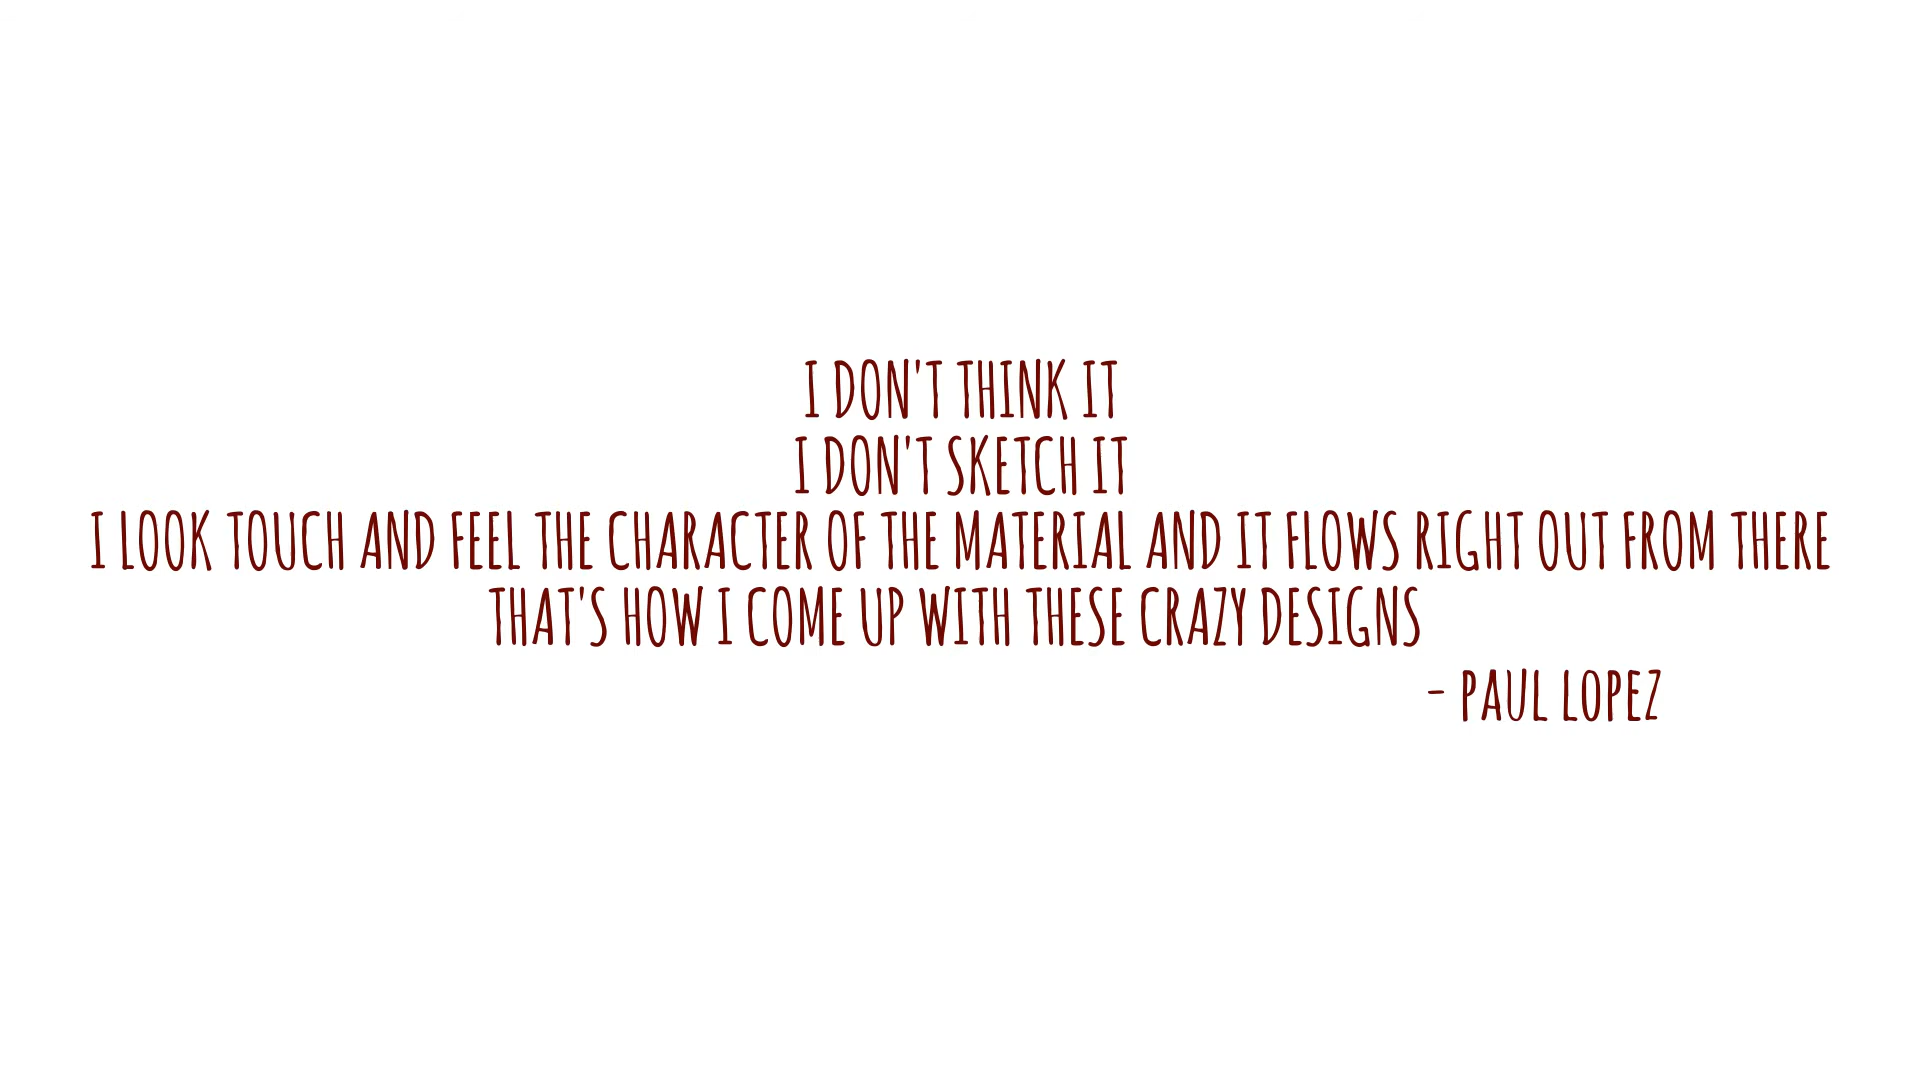 I DON'T THINK IT
I DON'T SKETCH IT
I LOOK TOUCH AND FEEL THE CHARACTER OF THE MATERIAL AND IT FLOWS RIGHT OUT FROM THERE
THAT'S HOW I COME UP WITH THESE CRAZY DESIGNS
- PAUL LOPEZ